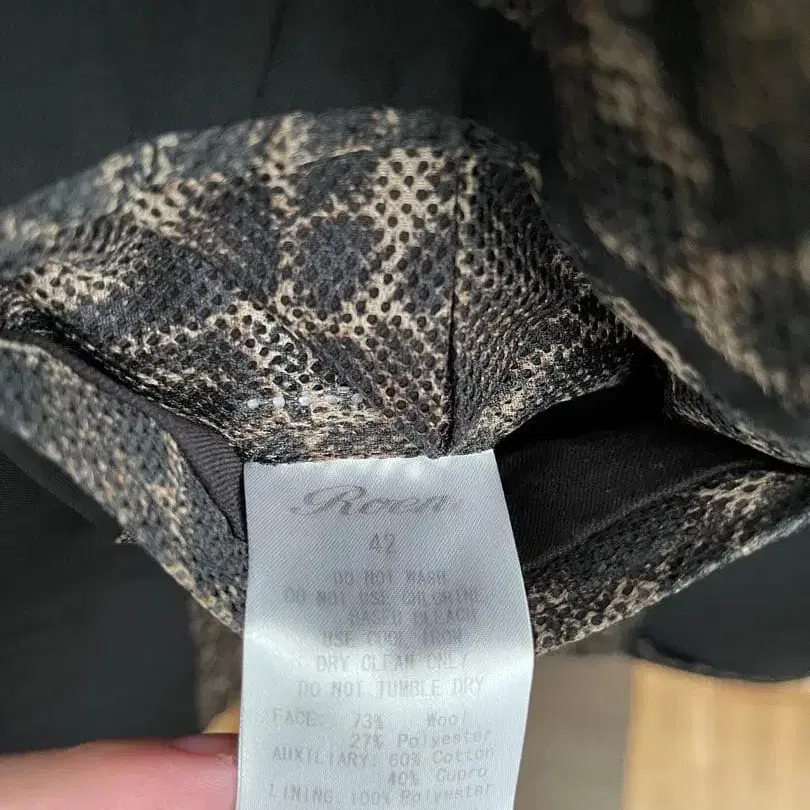 Roen
42
DO NOT WASH
DO NOT USE CHLORINE
BASED BLEACH
USE COOL IRON
DRY CLEAN ONLY
DO NOT TUMBLE DRY
FACE: 73% Wool
27% Polyester
AUXILIARY: 60% Cotton
40% Cupro
LINING: 100% Polyester